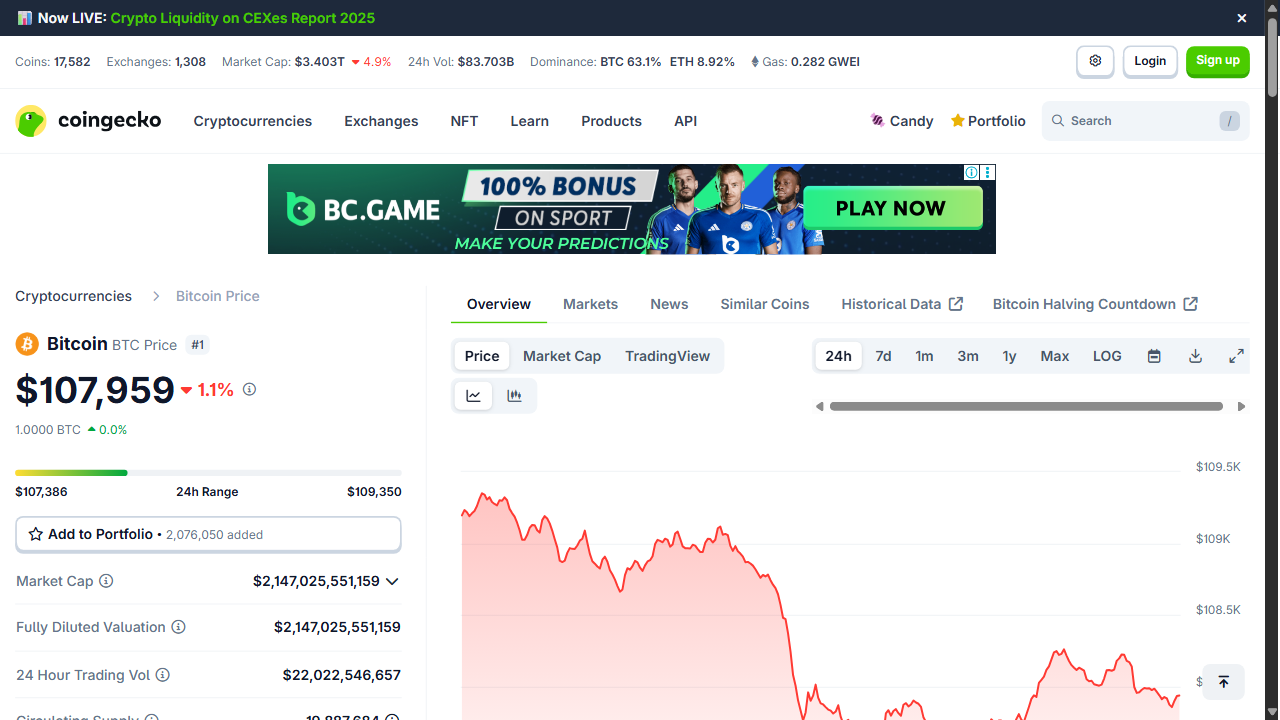 Now LIVE: Crypto Liquidity on CEXes Report 2025
Coins: 17,582 Exchanges: 1,308 Market Cap: $3.403T 4.9% 24h Vol: $83.703B Dominance: BTC 63.1% ETH 8.92% Gas: 0.282 GWEI
Login
Sign up
coingecko
Cryptocurrencies Exchanges NFT Learn Products API
Candy Portfolio
Search /
BC.GAME
100% BONUS
ON SPORT
MAKE YOUR PREDICTIONS
PLAY NOW
Cryptocurrencies Bitcoin Price
Bitcoin BTC Price #1
$107,959 1.1%
1.0000 BTC 0.0%
$107,386 24h Range $109,350
Add to Portfolio • 2,076,050 added
Market Cap $2,147,025,551,159
Fully Diluted Valuation $2,147,025,551,159
24 Hour Trading Vol $22,022,546,657
Circulating Supply 19,887,684
Overview Markets News Similar Coins Historical Data Bitcoin Halving Countdown
Price Market Cap TradingView
24h 7d 1m 3m 1y Max LOG
$109.5K
$109K
$108.5K
$